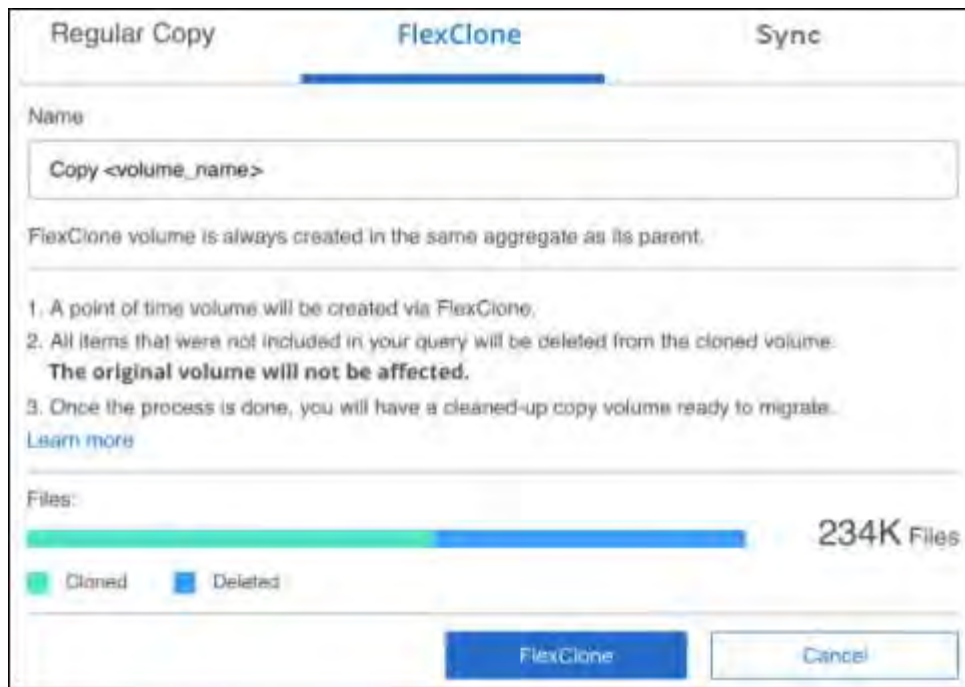 Regular Copy FlexClone Sync
Name
Copy <volume_name>
FlexClone volume is always created in the same aggregate as its parent.
1. A point of time volume will be created via FlexClone.
2. All items that were not included in your query will be deleted from the cloned volume.
The original volume will not be affected.
3. Once the process is done, you will have a cleaned-up copy volume ready to migrate.
Learn more
Files:
234K Files
Cloned Deleted
FlexClone Cancel